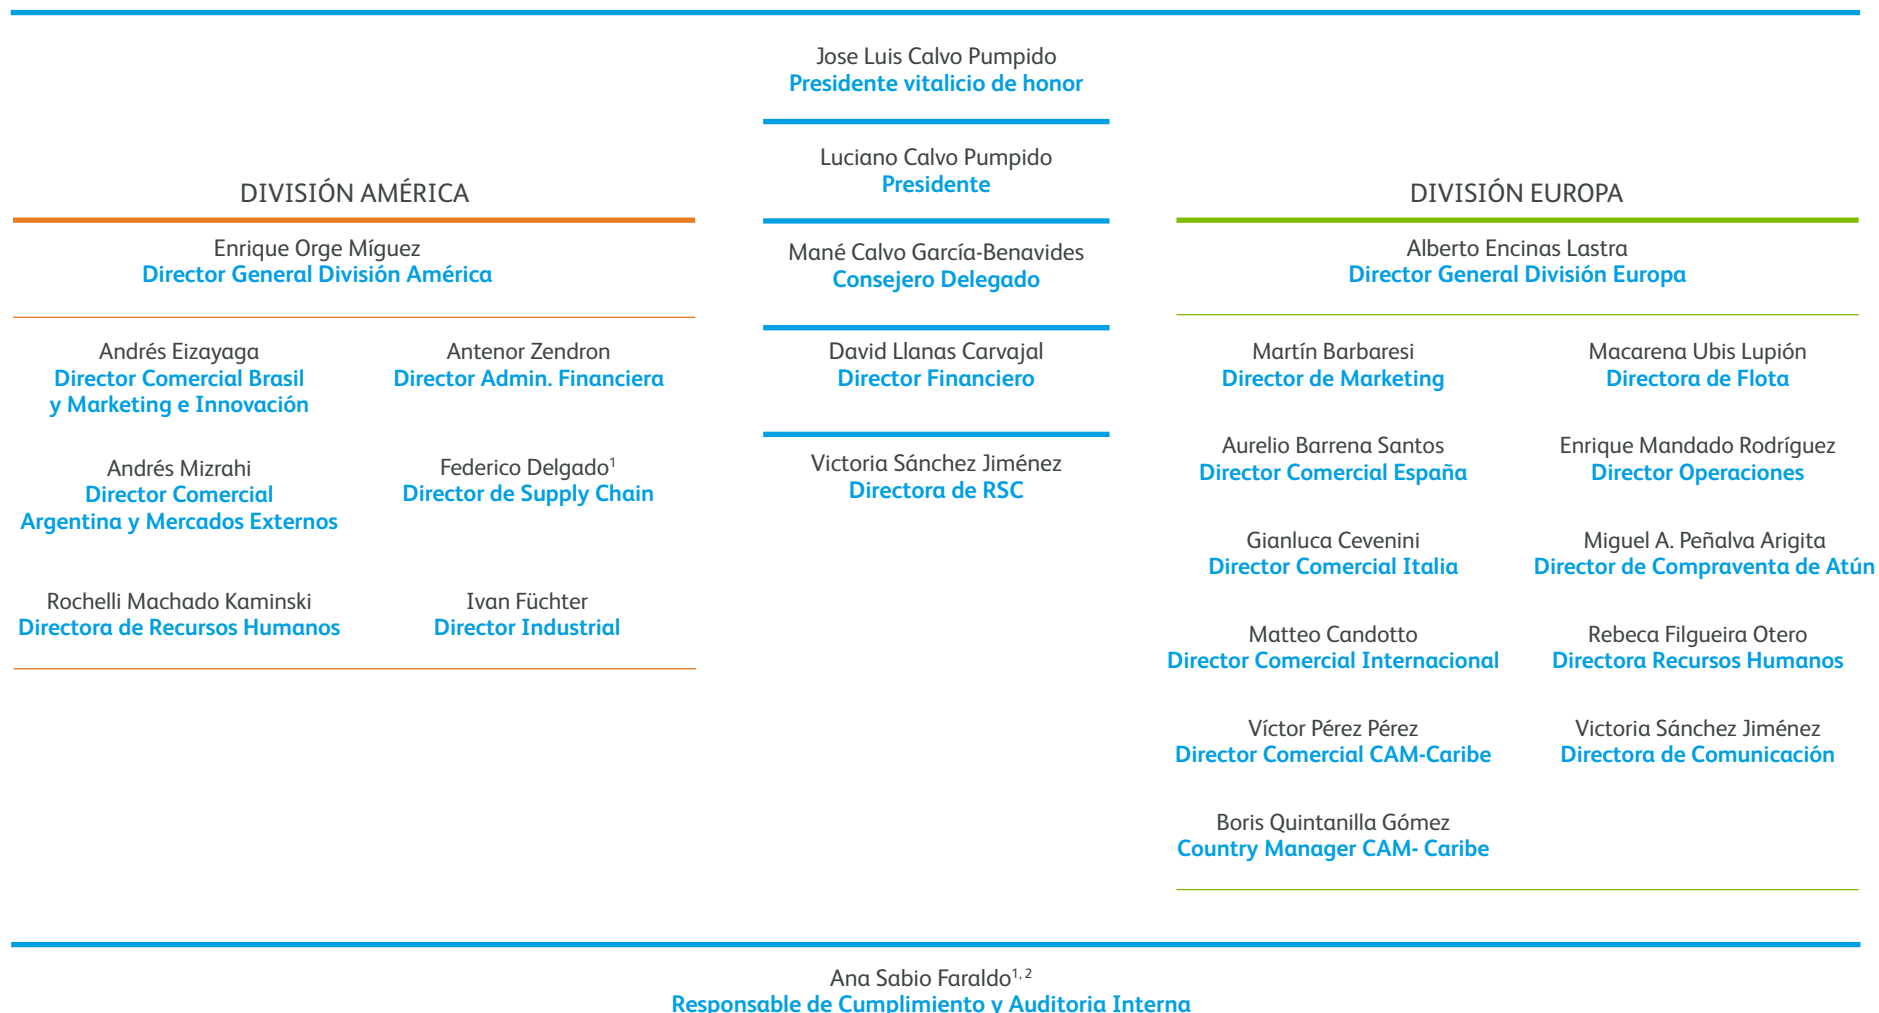 Jose Luis Calvo Pumpido
Presidente vitalicio de honor
Luciano Calvo Pumpido
Presidente
Mané Calvo García-Benavides
Consejero Delegado
David Llanas Carvajal
Director Financiero
Victoria Sánchez Jiménez
Directora de RSC
DIVISIÓN AMÉRICA
Enrique Orge Míguez
Director General División América
Andrés Eizayaga
Director Comercial Brasil
y Marketing e Innovación
Antenor Zendron
Director Admin. Financiera
Andrés Mizrahi
Director Comercial
Argentina y Mercados Externos
Federico Delgado¹
Director de Supply Chain
Rochelli Machado Kaminski
Directora de Recursos Humanos
Ivan Füchter
Director Industrial
DIVISIÓN EUROPA
Alberto Encinas Lastra
Director General División Europa
Martín Barbaresi
Director de Marketing
Macarena Ubis Lupión
Directora de Flota
Aurelio Barrena Santos
Director Comercial España
Enrique Mandado Rodríguez
Director Operaciones
Gianluca Cevenini
Director Comercial Italia
Miguel A. Peñalva Arigita
Director de Compraventa de Atún
Matteo Candotto
Director Comercial Internacional
Rebeca Filgueira Otero
Directora Recursos Humanos
Víctor Pérez Pérez
Director Comercial CAM-Caribe
Victoria Sánchez Jiménez
Directora de Comunicación
Boris Quintanilla Gómez
Country Manager CAM- Caribe
Ana Sabio Faraldo¹˒ ²
Responsable de Cumplimiento y Auditoria Interna